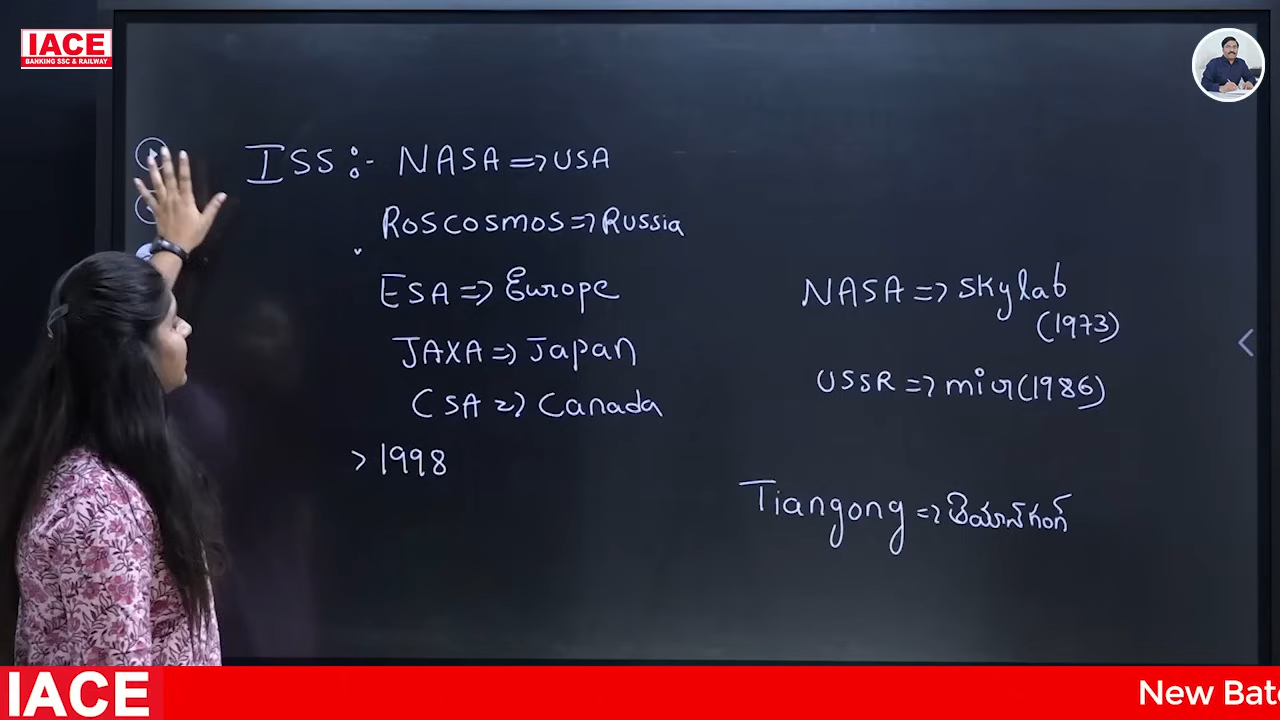 IACE
BANKING SSC & RAILWAY
ISS :- NASA => USA
Roscosmos => Russia
ESA => Europe
JAXA => Japan
CSA => Canada
> 1998
NASA => Skylab
(1973)
USSR => mir (1986)
Tiangong => తియాన్‌గంగ్
IACE
New Batc